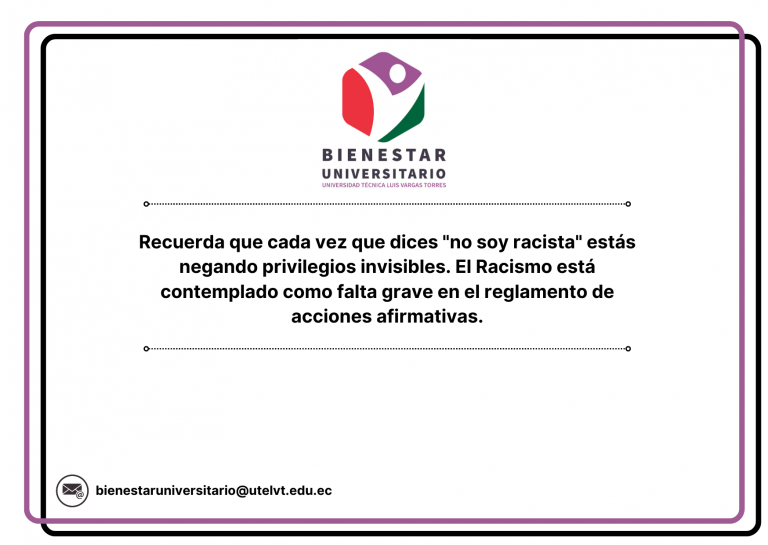 BIENESTAR
UNIVERSITARIO
UNIVERSIDAD TÉCNICA LUIS VARGAS TORRES
Recuerda que cada vez que dices "no soy racista" estás
negando privilegios invisibles. El Racismo está
contemplado como falta grave en el reglamento de
acciones afirmativas.
bienestaruniversitario@utelvt.edu.ec